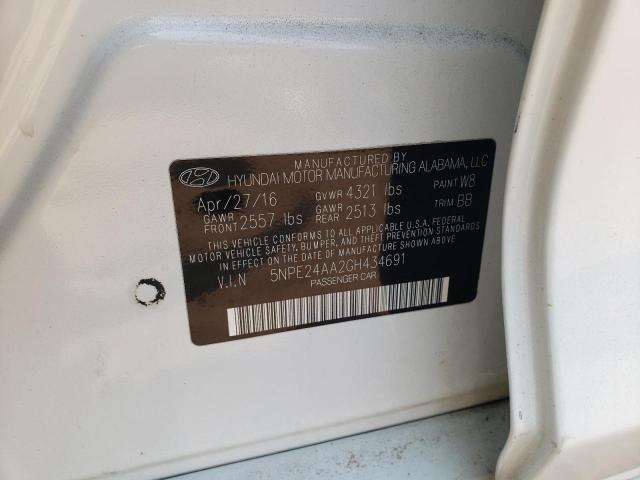 MANUFACTURED BY
HYUNDAI MOTOR MANUFACTURING ALABAMA, LLC
Apr/27/16 GVWR 4321 lbs PAINT W8
GAWR FRONT 2557 lbs GAWR REAR 2513 lbs TRIM BB
THIS VEHICLE CONFORMS TO ALL APPLICABLE U.S.A. FEDERAL
MOTOR VEHICLE SAFETY, BUMPER, AND THEFT PREVENTION STANDARDS
IN EFFECT ON THE DATE OF MANUFACTURE SHOWN ABOVE.
V.I.N 5NPE24AA2GH434691
PASSENGER CAR